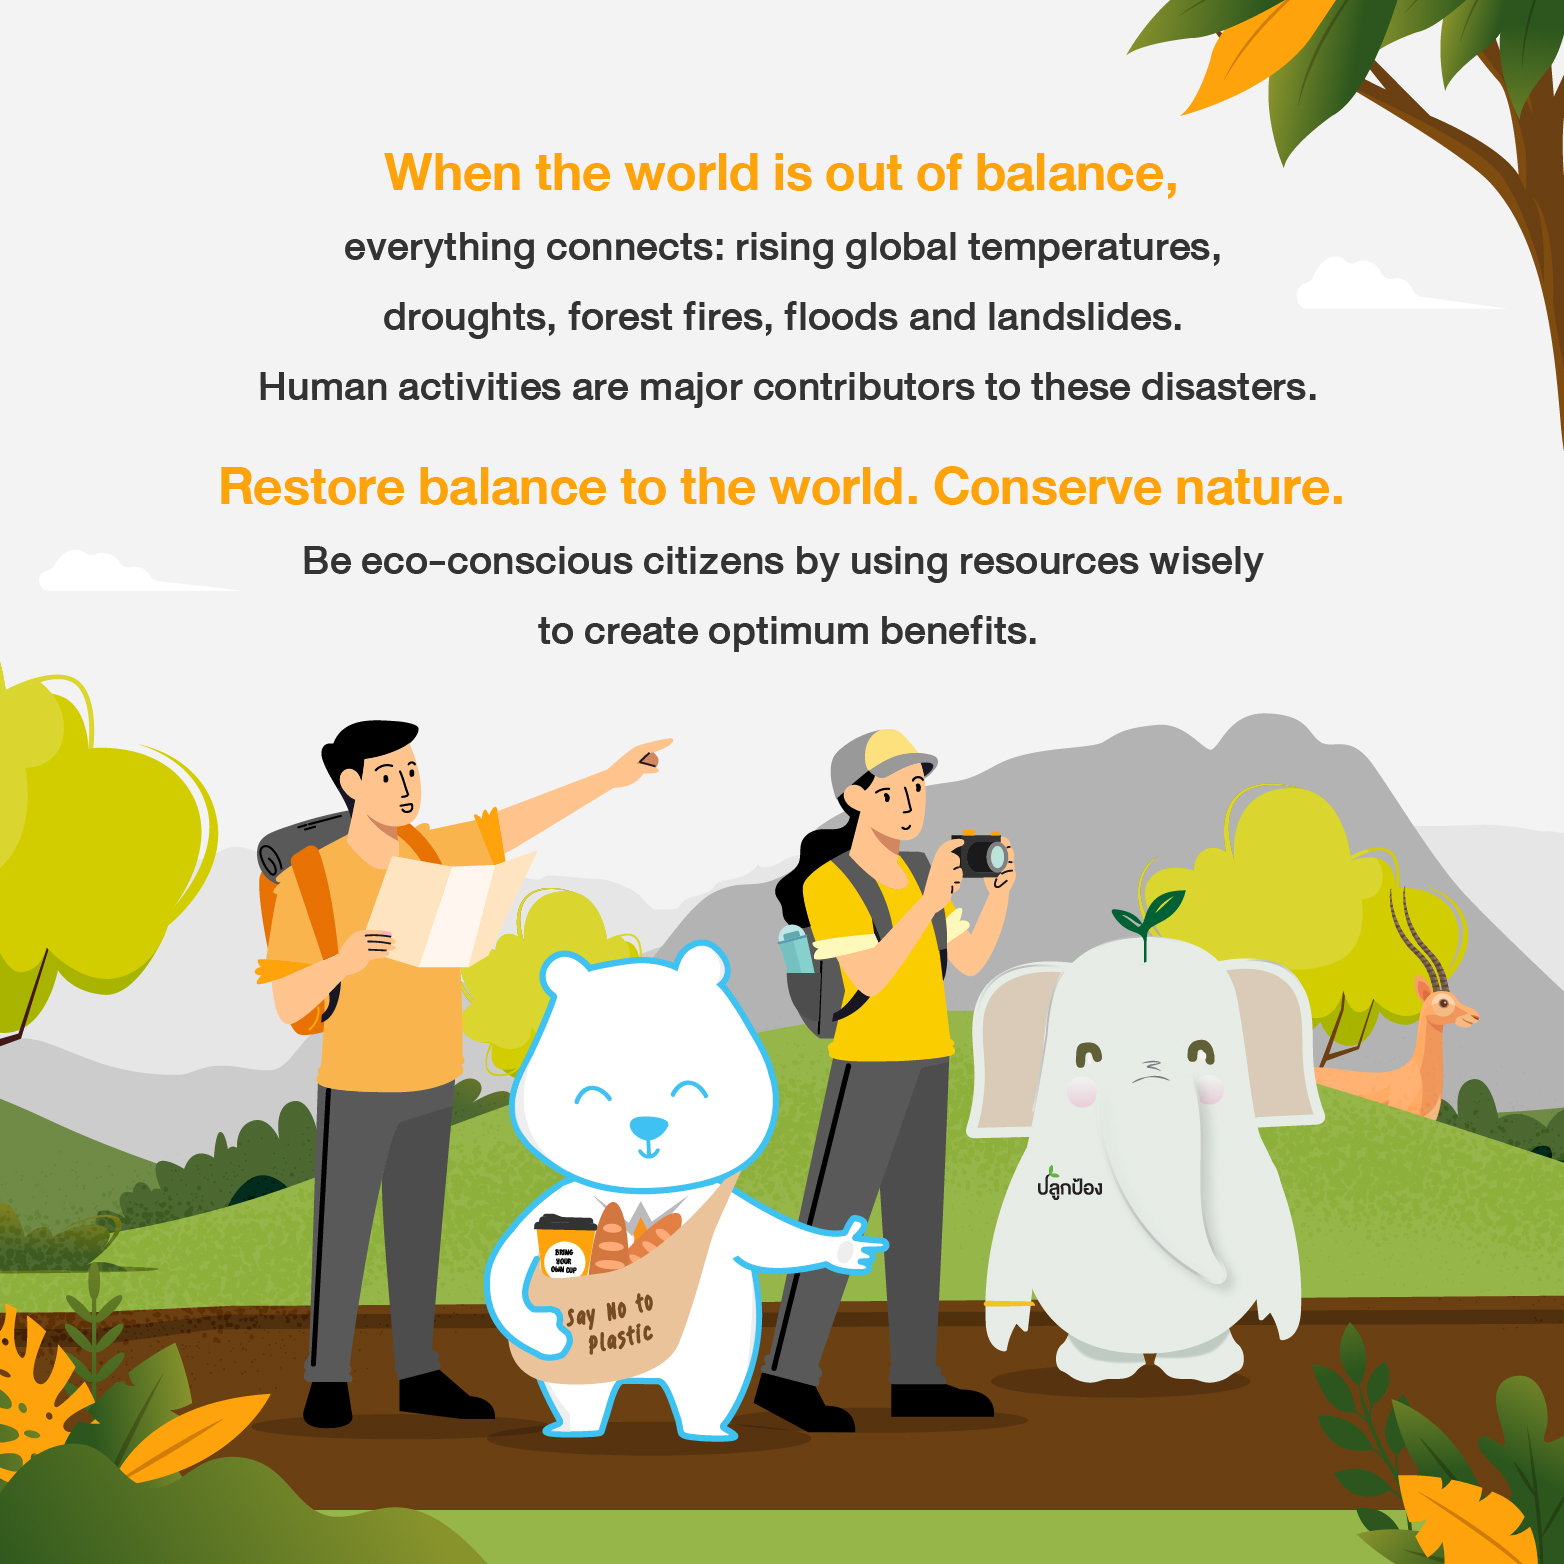 When the world is out of balance,
everything connects: rising global temperatures,
droughts, forest fires, floods and landslides.
Human activities are major contributors to these disasters.
Restore balance to the world. Conserve nature.
Be eco-conscious citizens by using resources wisely
to create optimum benefits.
ปลูกป้อง
BRING
YOUR
OWN CUP
Say No to
plastic